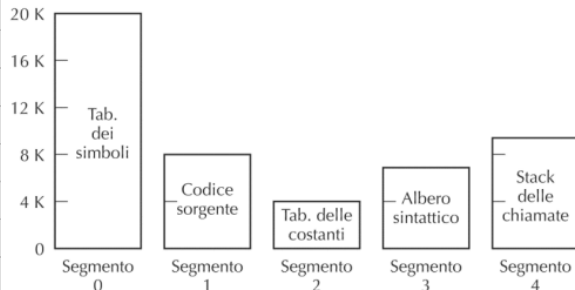 20 K
16 K
12 K
8 K
4 K
0
Tab.
dei
simboli
Codice
sorgente
Tab. delle
costanti
Albero
sintattico
Stack
delle
chiamate
Segmento
0
Segmento
1
Segmento
2
Segmento
3
Segmento
4